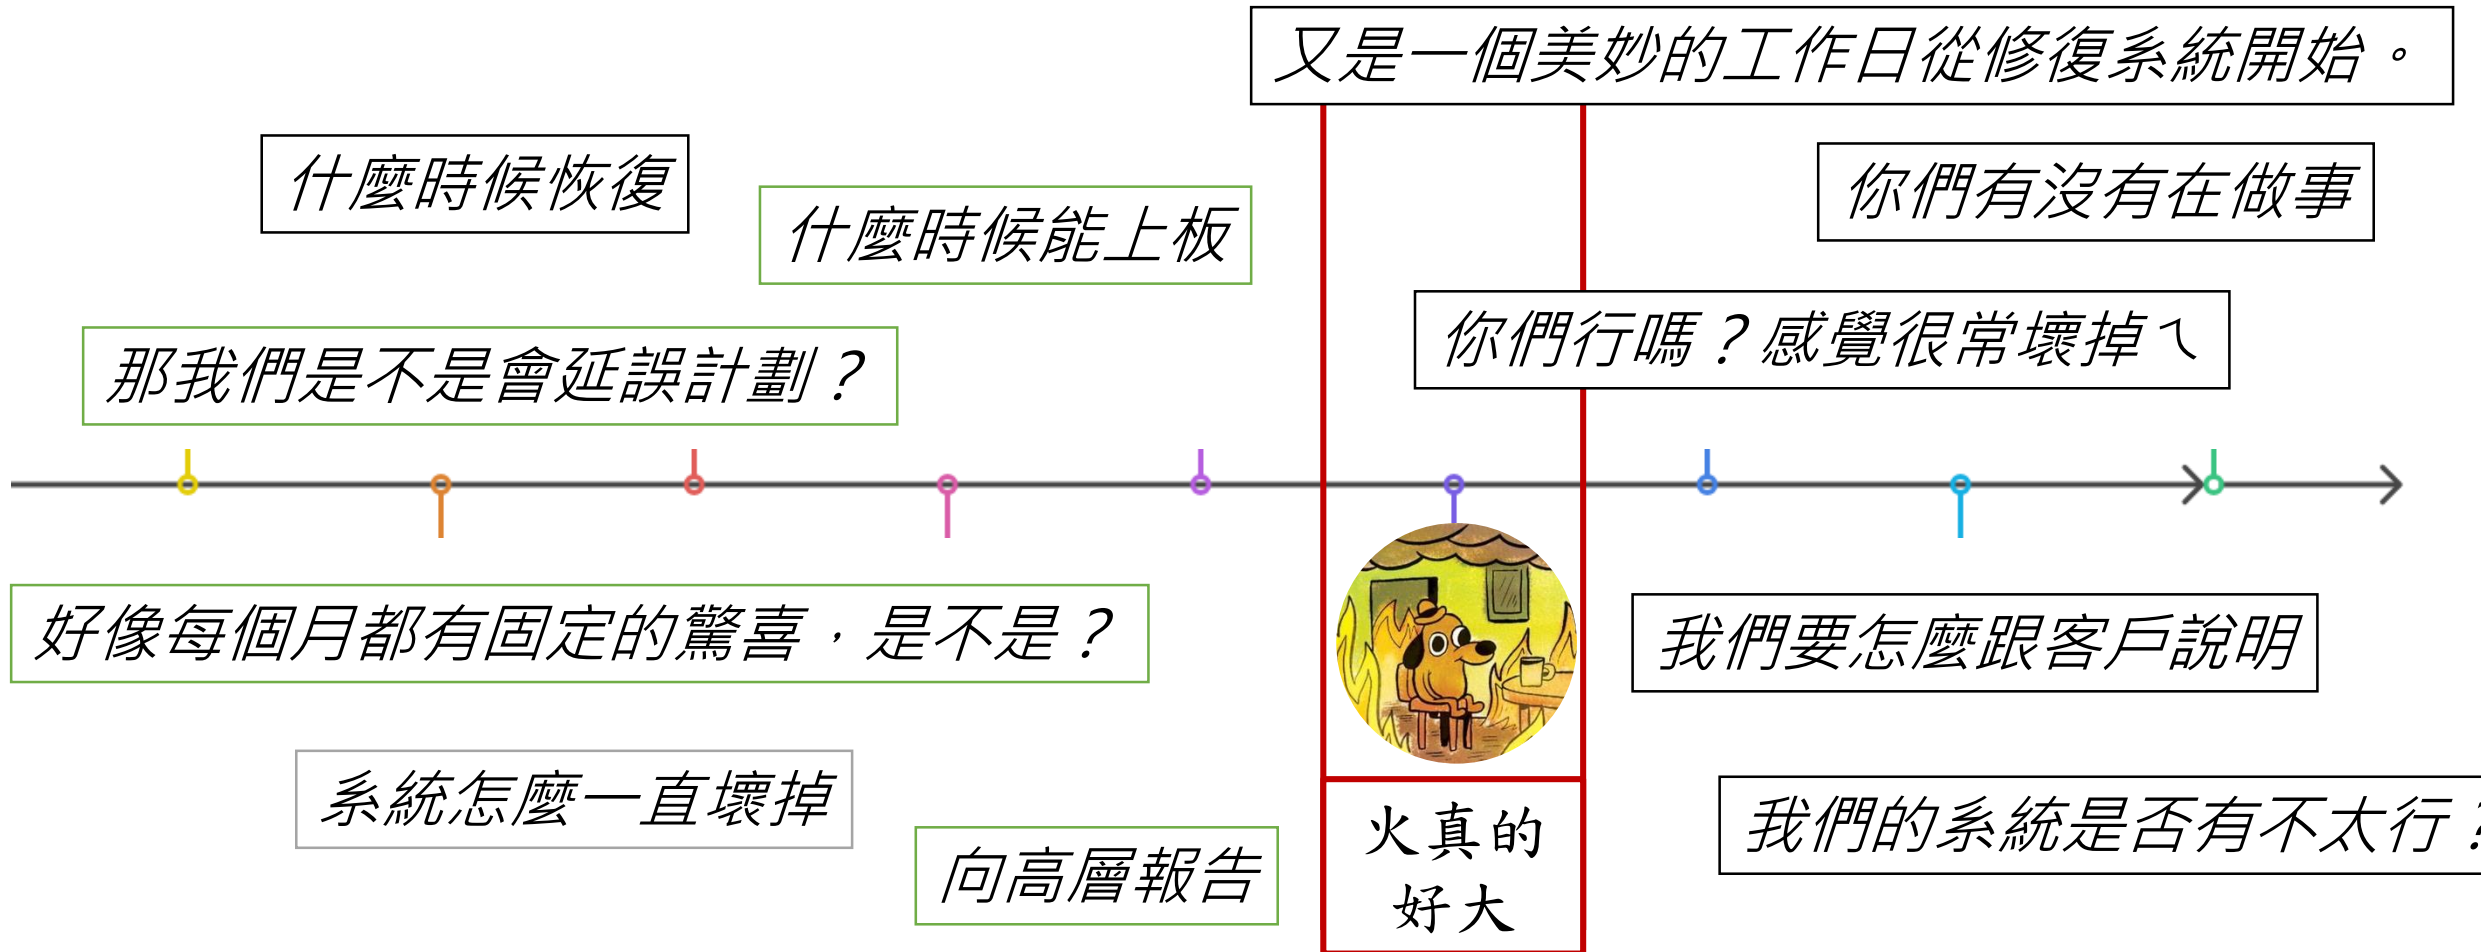 又是一個美妙的工作日從修復系統開始。
什麼時候恢復
你們有沒有在做事
什麼時候能上板
你們行嗎？感覺很常壞掉ㄟ
那我們是不是會延誤計劃？
好像每個月都有固定的驚喜，是不是？
我們要怎麼跟客戶說明
系統怎麼一直壞掉
我們的系統是否有不太行？
火真的
好大
向高層報告